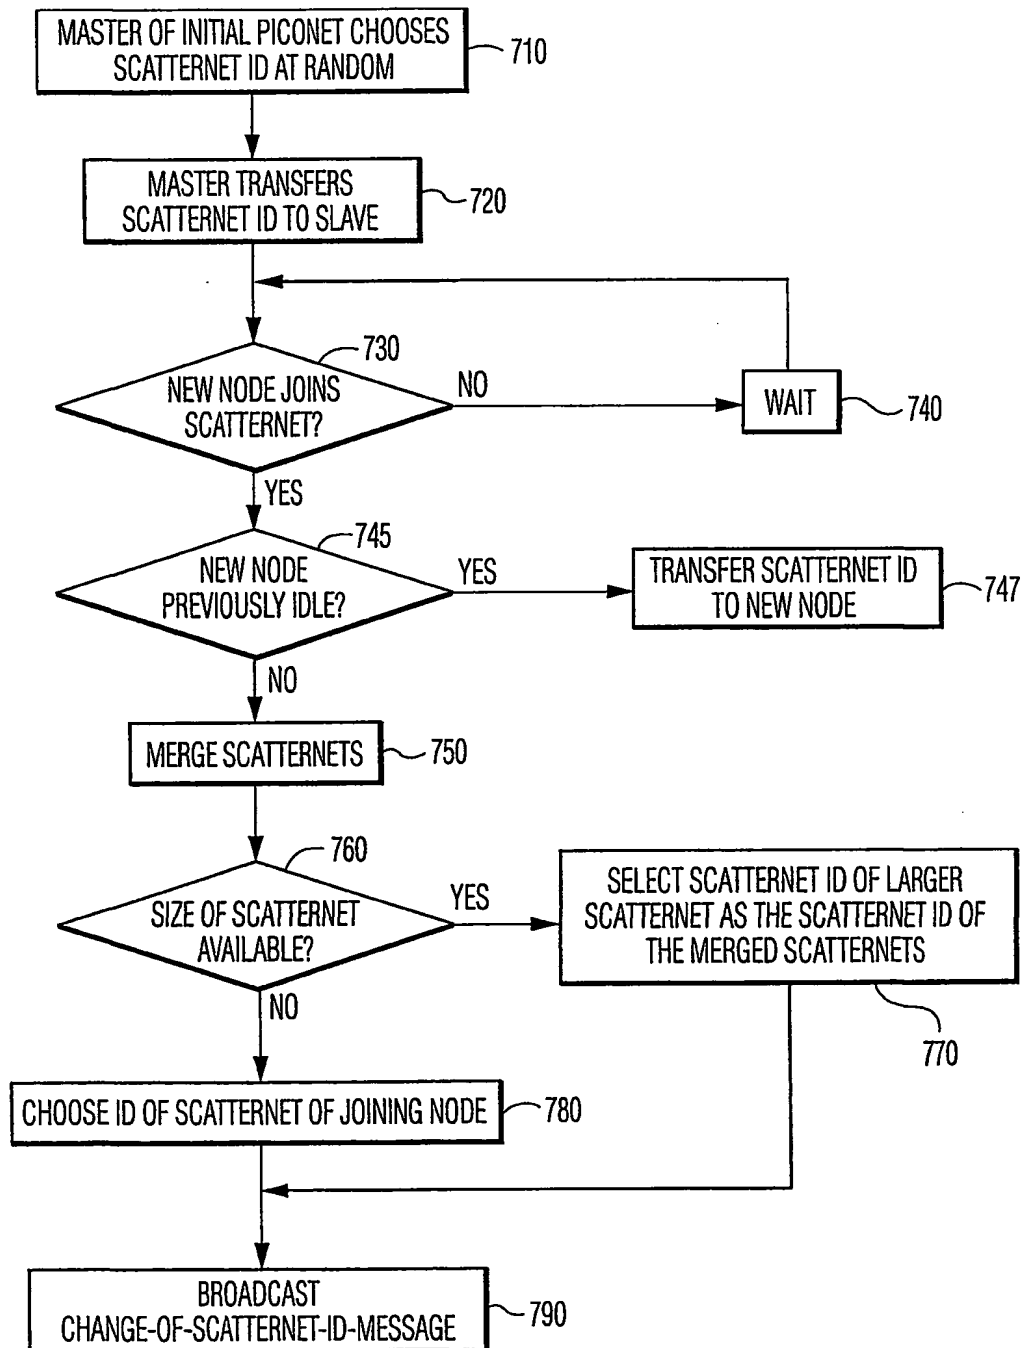 MASTER OF INITIAL PICONET CHOOSES
SCATTERNET ID AT RANDOM
710
MASTER TRANSFERS
SCATTERNET ID TO SLAVE
720
730
NEW NODE JOINS
SCATTERNET?
NO
WAIT
740
YES
745
NEW NODE
PREVIOUSLY IDLE?
YES
TRANSFER SCATTERNET ID
TO NEW NODE
747
NO
MERGE SCATTERNETS
750
760
SIZE OF SCATTERNET
AVAILABLE?
YES
SELECT SCATTERNET ID OF LARGER
SCATTERNET AS THE SCATTERNET ID OF
THE MERGED SCATTERNETS
770
NO
CHOOSE ID OF SCATTERNET OF JOINING NODE
780
BROADCAST
CHANGE-OF-SCATTERNET-ID-MESSAGE
790